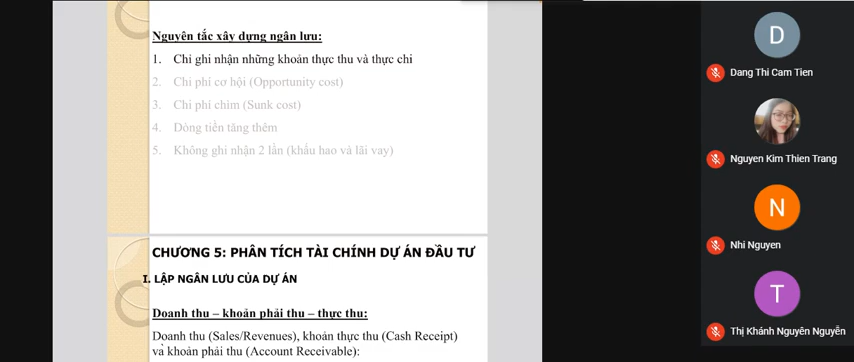 Nguyên tắc xây dựng ngân lưu:
1. Chỉ ghi nhận những khoản thực thu và thực chi
2. Chi phí cơ hội (Opportunity cost)
3. Chi phí chìm (Sunk cost)
4. Dòng tiền tăng thêm
5. Không ghi nhận 2 lần (khấu hao và lãi vay)
CHƯƠNG 5: PHÂN TÍCH TÀI CHÍNH DỰ ÁN ĐẦU TƯ
I. LẬP NGÂN LƯU CỦA DỰ ÁN
Doanh thu – khoản phải thu – thực thu:
Doanh thu (Sales/Revenues), khoản thực thu (Cash Receipt)
và khoản phải thu (Account Receivable):
D
Dang Thi Cam Tien
Nguyen Kim Thien Trang
N
Nhi Nguyen
T
Thị Khánh Nguyên Nguyễn